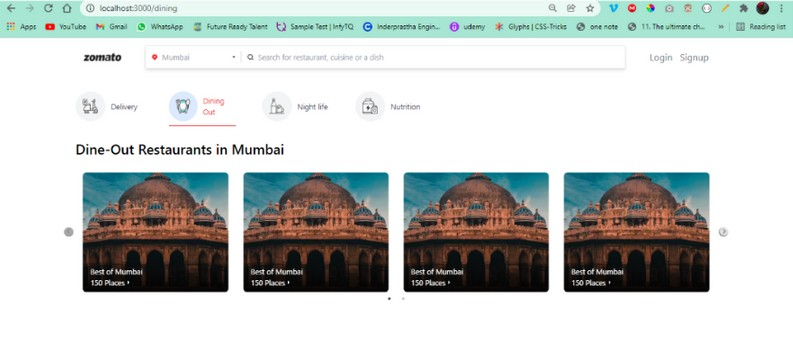 localhost:3000/dining
Apps YouTube Gmail WhatsApp Future Ready Talent Sample Test | InfyTQ Inderprastha Engin... udemy Glyphs | CSS-Tricks one note 11. The ultimate ch... Reading list
zomato Mumbai Search for restaurant, cuisine or a dish Login Signup
Delivery Dining Out Night life Nutrition
Dine-Out Restaurants in Mumbai
Best of Mumbai Best of Mumbai Best of Mumbai Best of Mumbai
150 Places 150 Places 150 Places 150 Places